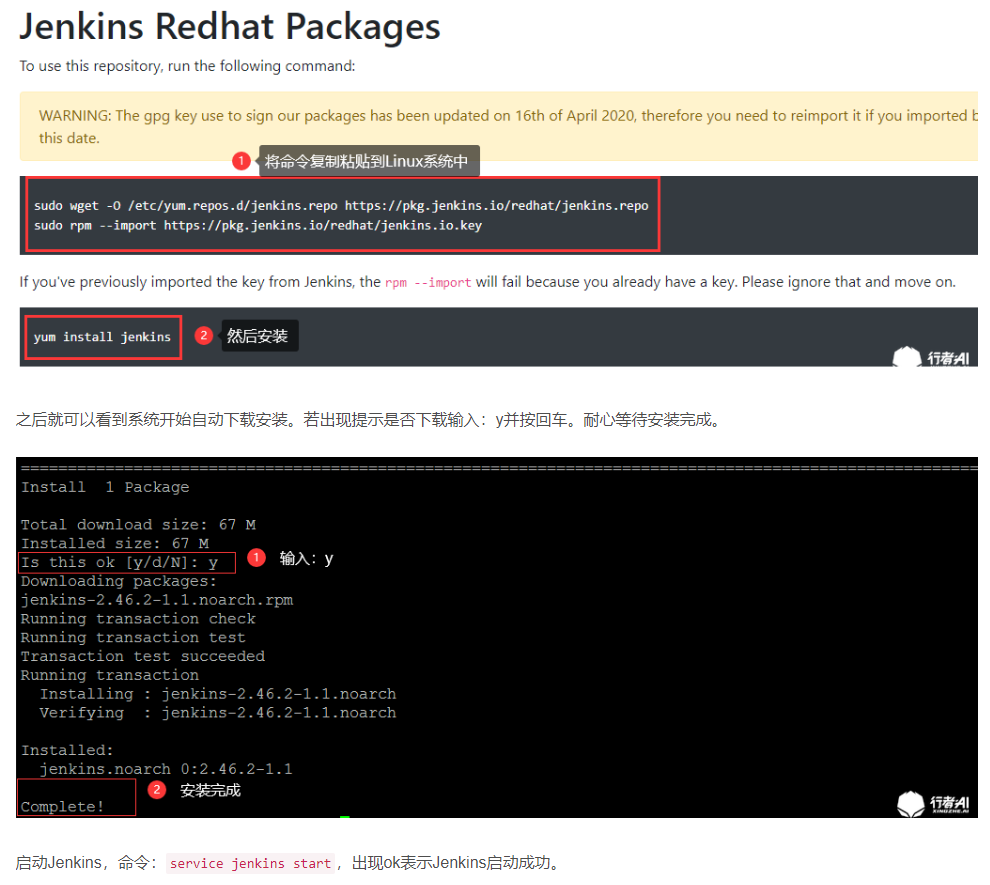 Jenkins Redhat Packages
To use this repository, run the following command:
WARNING: The gpg key use to sign our packages has been updated on 16th of April 2020, therefore you need to reimport it if you imported
this date.
1 将命令复制粘贴到Linux系统中
sudo wget -O /etc/yum.repos.d/jenkins.repo https://pkg.jenkins.io/redhat/jenkins.repo
sudo rpm --import https://pkg.jenkins.io/redhat/jenkins.io.key
If you've previously imported the key from Jenkins, the rpm --import will fail because you already have a key. Please ignore that and move on.
yum install jenkins 2 然后安装
行者AI
之后就可以看到系统开始自动下载安装。若出现提示是否下载输入：y并按回车。耐心等待安装完成。
================================================================================
Install 1 Package
Total download size: 67 M
Installed size: 67 M
Is this ok [y/d/N]: y 1 输入：y
Downloading packages:
jenkins-2.46.2-1.1.noarch.rpm
Running transaction check
Running transaction test
Transaction test succeeded
Running transaction
Installing : jenkins-2.46.2-1.1.noarch
Verifying : jenkins-2.46.2-1.1.noarch
Installed:
jenkins.noarch 0:2.46.2-1.1
2 安装完成
Complete!
行者AI
XINGZHE.AI
启动Jenkins，命令：service jenkins start，出现ok表示Jenkins启动成功。